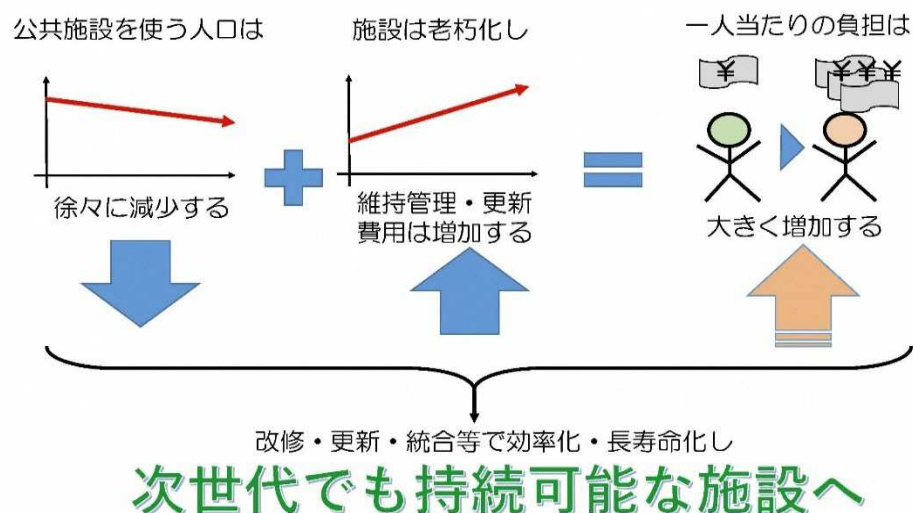 公共施設を使う人口は
徐々に減少する
施設は老朽化し
維持管理・更新
費用は増加する
一人当たりの負担は
¥
¥¥¥
大きく増加する
改修・更新・統合等で効率化・長寿命化し
次世代でも持続可能な施設へ